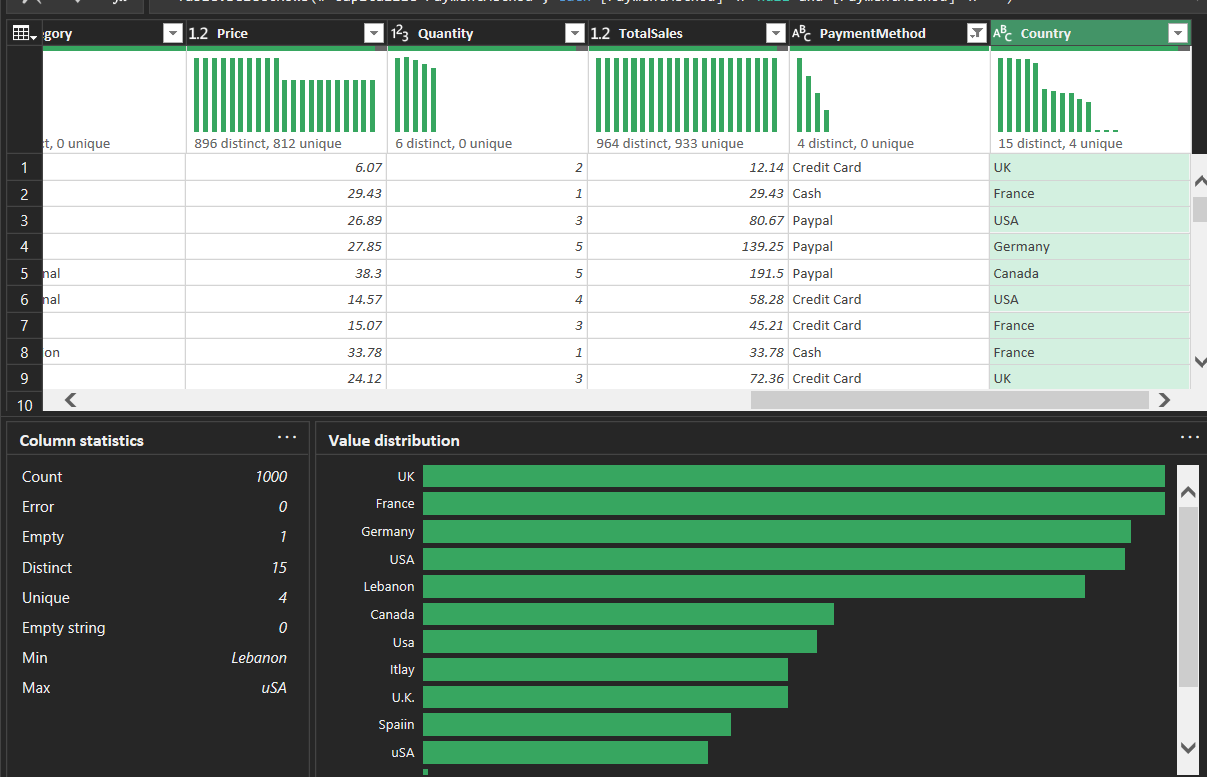 gory 1.2 Price 1²3 Quantity 1.2 TotalSales ABC PaymentMethod ABC Country
ct, 0 unique 896 distinct, 812 unique 6 distinct, 0 unique 964 distinct, 933 unique 4 distinct, 0 unique 15 distinct, 4 unique
1 6.07 2 12.14 Credit Card UK
2 29.43 1 29.43 Cash France
3 26.89 3 80.67 Paypal USA
4 27.85 5 139.25 Paypal Germany
5 nal 38.3 5 191.5 Paypal Canada
6 nal 14.57 4 58.28 Credit Card USA
7 15.07 3 45.21 Credit Card France
8 on 33.78 1 33.78 Cash France
9 24.12 3 72.36 Credit Card UK
10
Column statistics ...
Count 1000
Error 0
Empty 1
Distinct 15
Unique 4
Empty string 0
Min Lebanon
Max uSA
Value distribution ...
UK
France
Germany
USA
Lebanon
Canada
Usa
Itlay
U.K.
Spaiin
uSA